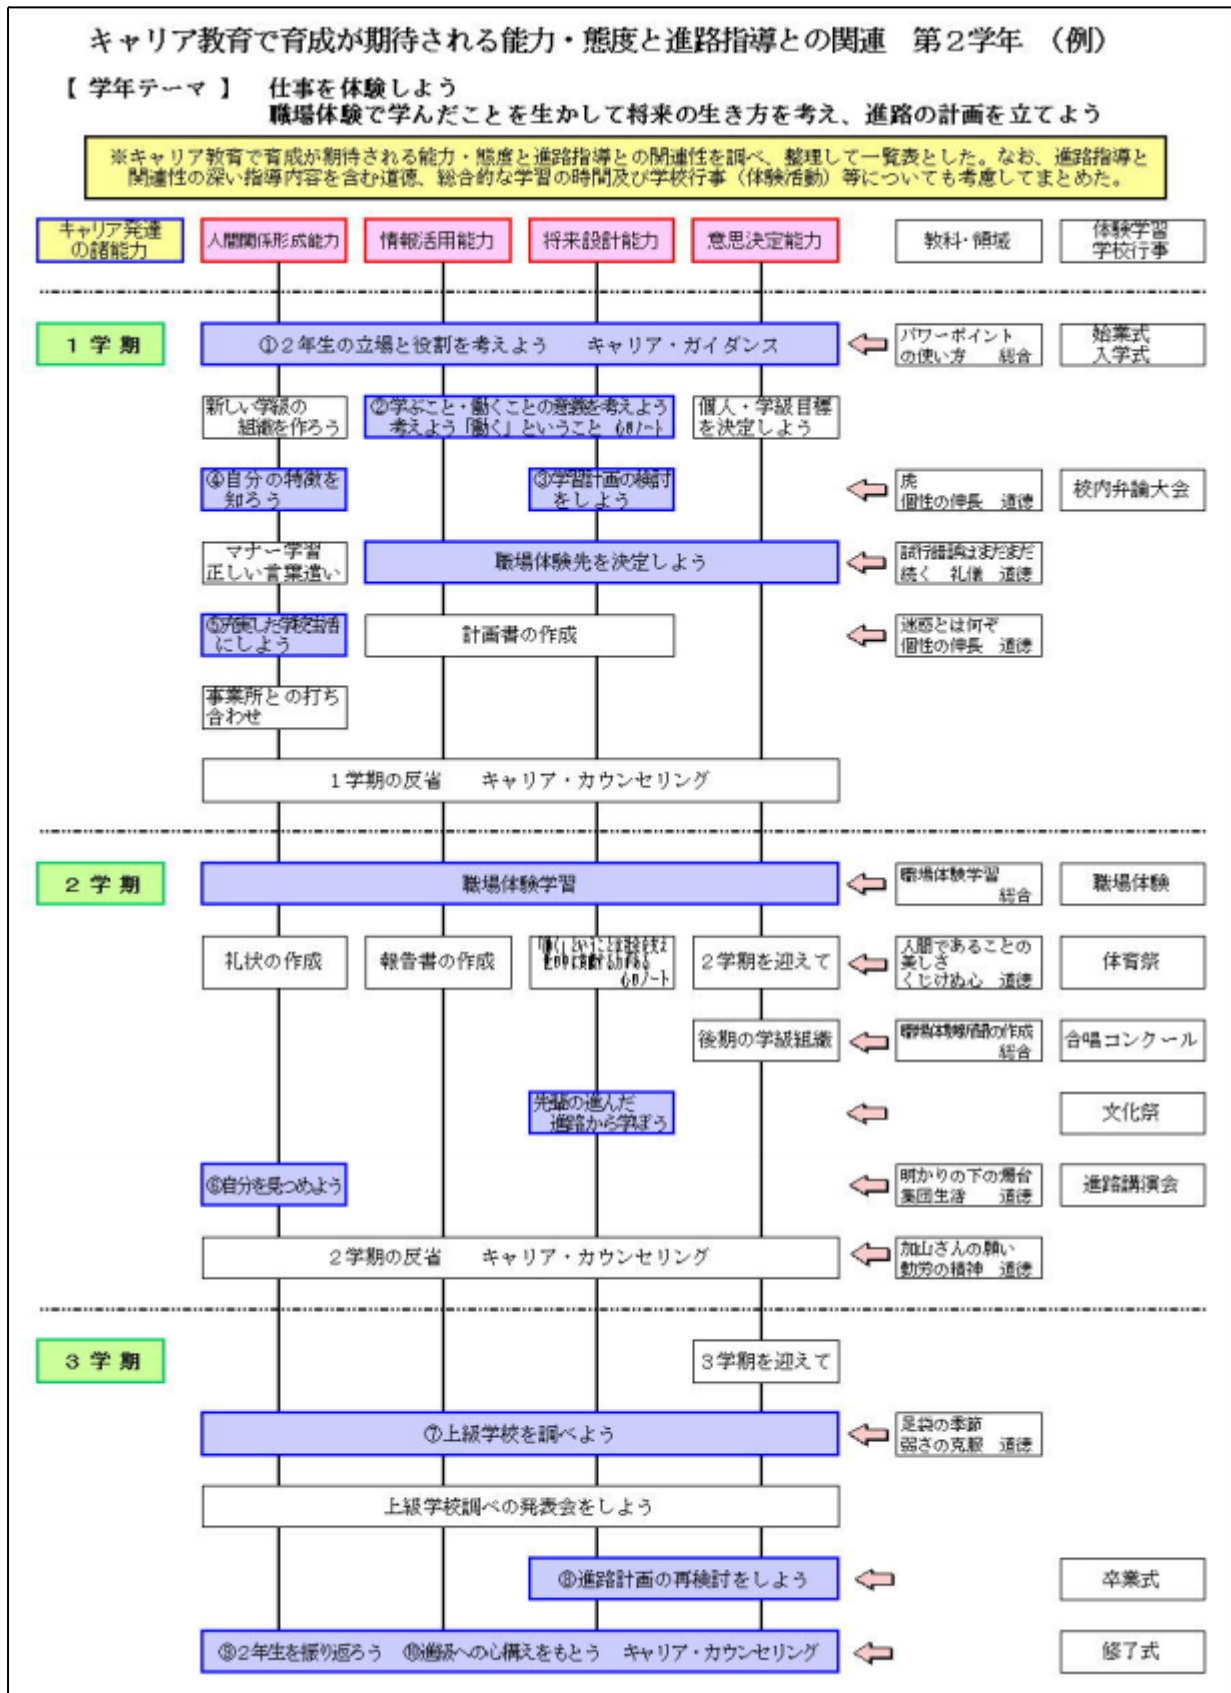 キャリア教育で育成が期待される能力・態度と進路指導との関連　第２学年　（例）
【 学年テーマ 】　仕事を体験しよう
職場体験で学んだことを生かして将来の生き方を考え、進路の計画を立てよう
※キャリア教育で育成が期待される能力・態度と進路指導との関連性を調べ、整理して一覧表とした。なお、進路指導と
関連性の深い指導内容を含む道徳、総合的な学習の時間及び学校行事（体験活動）等についても考慮してまとめた。
キャリア発達
の諸能力
人間関係形成能力
情報活用能力
将来設計能力
意思決定能力
教科・領域
体験学習
学校行事
１ 学 期
①２年生の立場と役割を考えよう　キャリア・ガイダンス
パワーポイント
の使い方　総合
始業式
入学式
新しい学級の
組織を作ろう
②学ぶこと・働くことの意義を考えよう
考えよう「働く」ということ　心のノート
個人・学級目標
を決定しよう
④自分の特徴を
知ろう
③学習計画の検討
をしよう
虎
個性の伸長　道徳
校内弁論大会
マナー学習
正しい言葉遣い
職場体験先を決定しよう
試行錯誤はまだまだ
続く　礼儀　道徳
⑤充実した学校生活
にしよう
計画書の作成
迷惑とは何ぞ
個性の伸長　道徳
事業所との打ち
合わせ
１学期の反省　キャリア・カウンセリング
２ 学 期
職場体験学習
職場体験学習
総合
職場体験
礼状の作成
報告書の作成
「働く」ということは社会を支え
心のノート
２学期を迎えて
人間であることの
美しさ
くじけぬ心　道徳
体育祭
後期の学級組織
職場体験新聞の作成
総合
合唱コンクール
先輩の進んだ
進路から学ぼう
文化祭
⑥自分を見つめよう
明かりの下の燭台
集団生活　道徳
進路講演会
２学期の反省　キャリア・カウンセリング
加山さんの願い
勤労の精神　道徳
３ 学 期
３学期を迎えて
⑦上級学校を調べよう
足袋の季節
弱さの克服　道徳
上級学校調べの発表会をしよう
⑧進路計画の再検討をしよう
卒業式
⑨２年生を振り返ろう　⑩進級への心構えをもとう　キャリア・カウンセリング
修了式